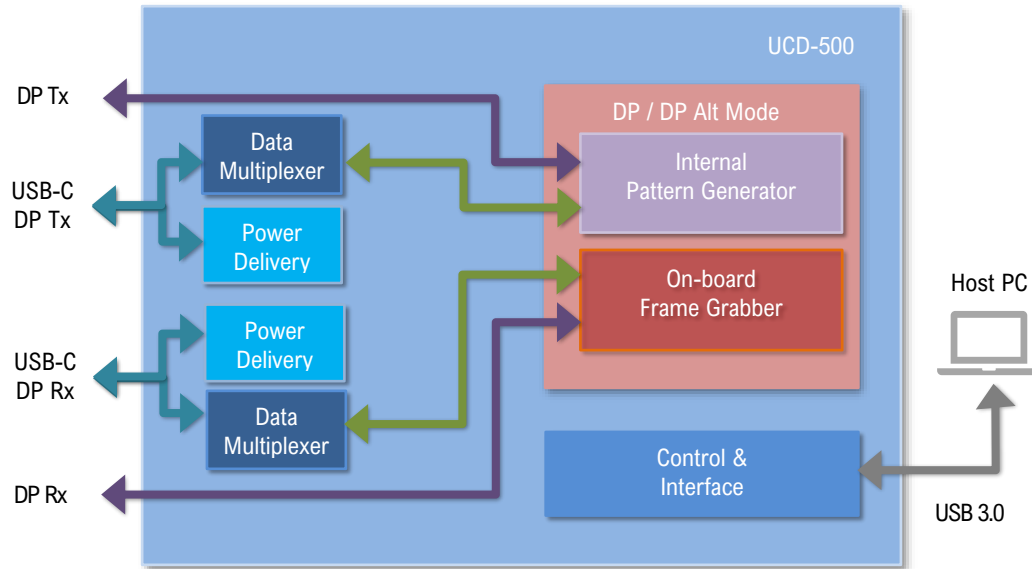 UCD-500
DP Tx
DP / DP Alt Mode
Data
Multiplexer
Internal
Pattern Generator
USB-C
DP Tx
Power
Delivery
On-board
Frame Grabber
Host PC
Power
Delivery
USB-C
DP Rx
Data
Multiplexer
Control &
Interface
DP Rx
USB 3.0